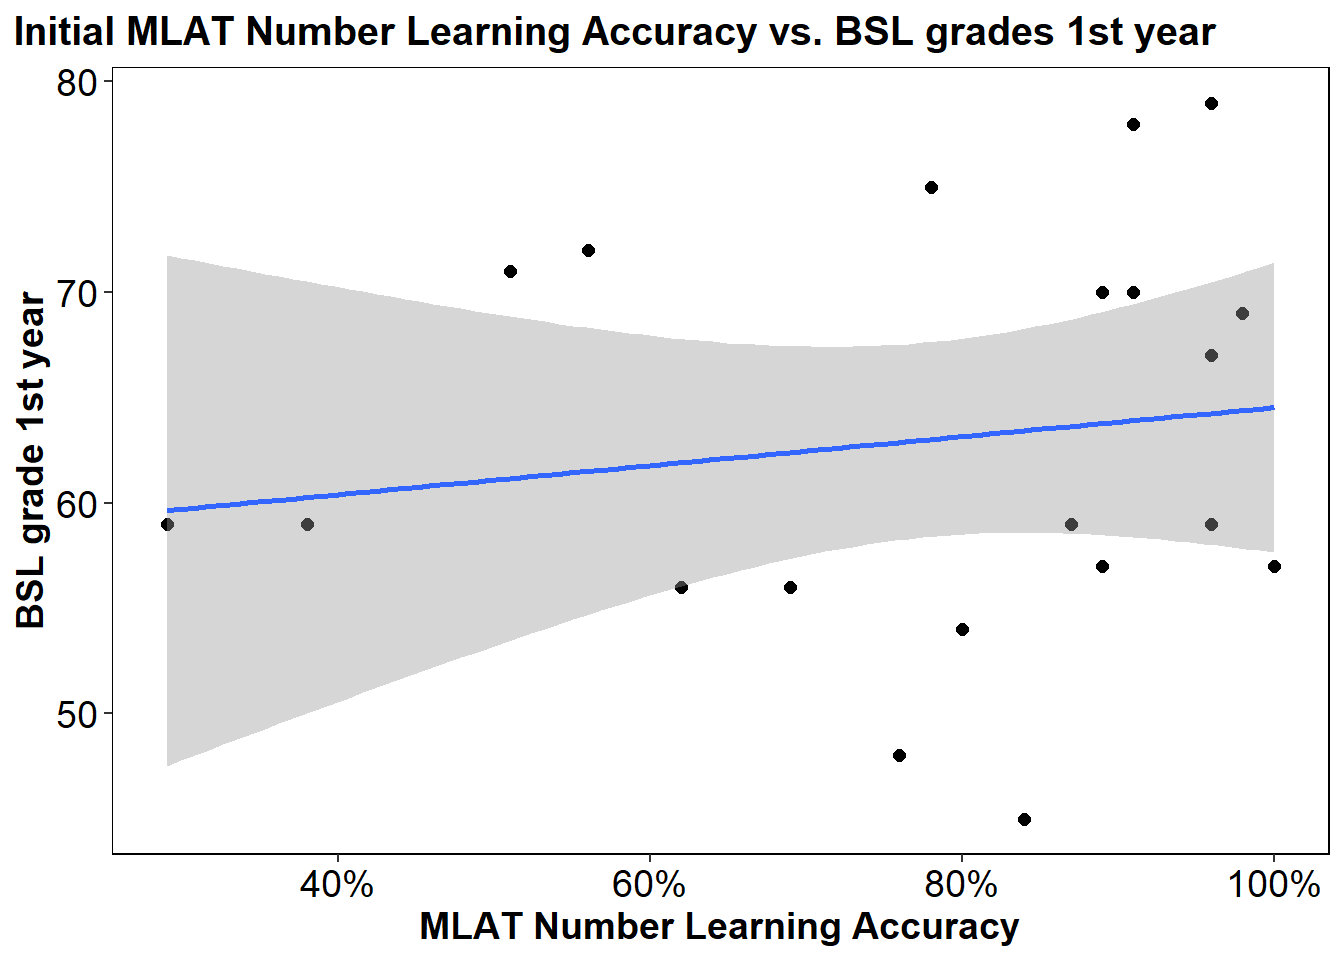 Initial MLAT Number Learning Accuracy vs. BSL grades 1st year
80
70
60
50
BSL grade 1st year
40%
60%
80%
100%
MLAT Number Learning Accuracy